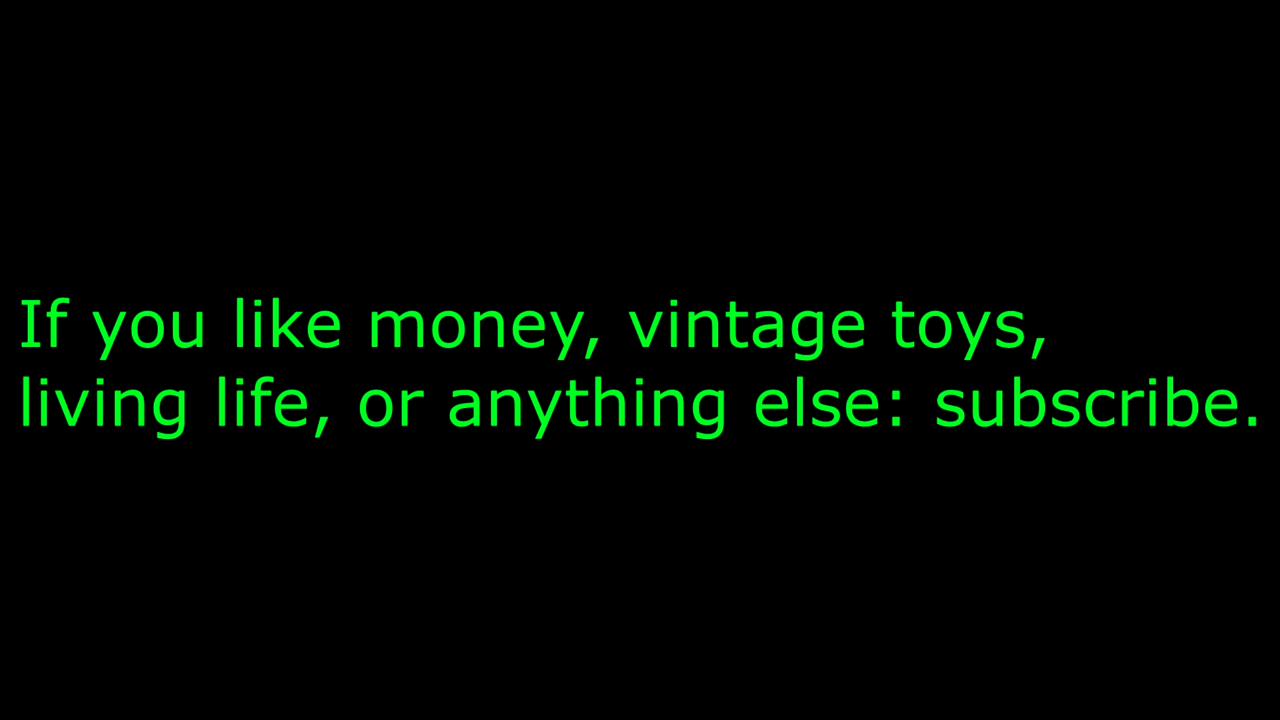 If you like money, vintage toys,
living life, or anything else: subscribe.